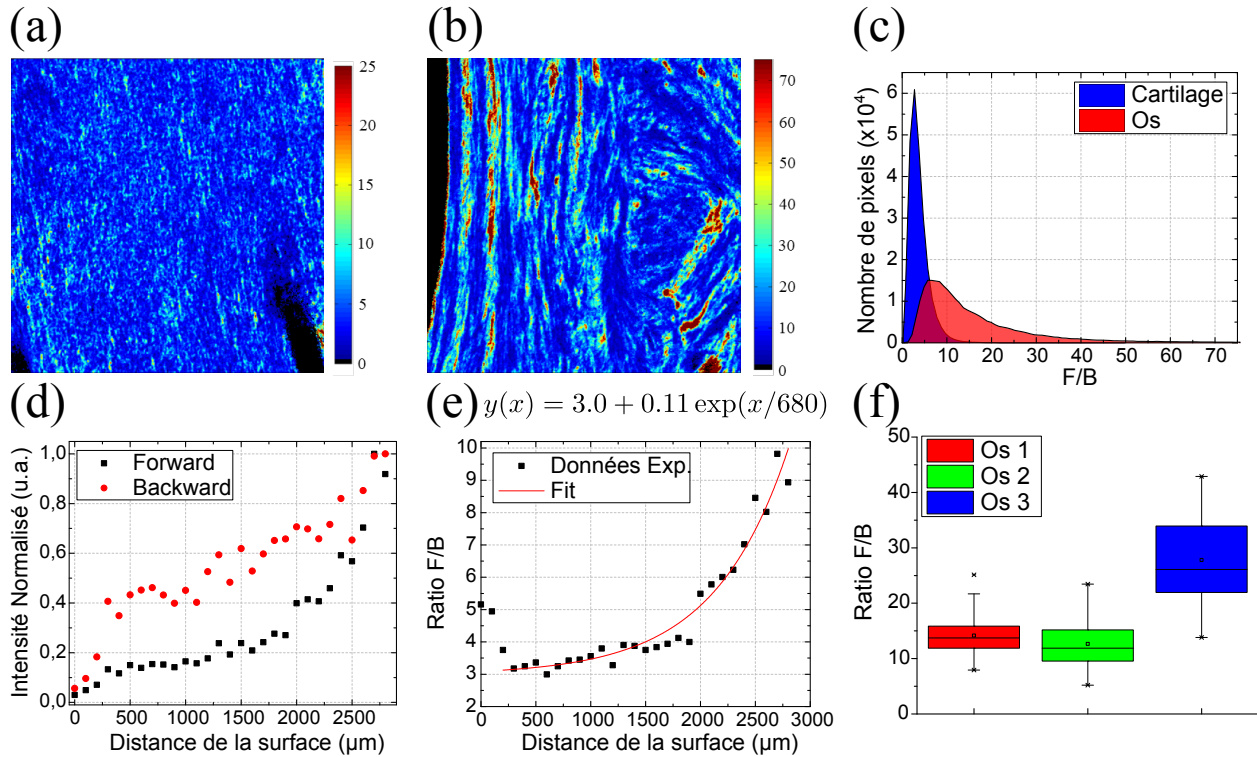 (a)
25
20
15
10
5
0
(b)
70
60
50
40
30
20
10
0
(c)
Nombre de pixels (x10⁴)
6
5
4
3
2
1
0
Cartilage
Os
0 10 20 30 40 50 60 70
F/B
(d)
Intensité Normalisé (u.a.)
1,0
0.8
0.6
0.4
0.2
0,0
Forward
Backward
0 500 1000 1500 2000 2500
Distance de la surface (µm)
(e) y(x) = 3.0 + 0.11 exp(x/680)
Ratio F/B
10
9
8
7
6
5
4
3
2
Données Exp.
Fit
0 500 1000 1500 2000 2500 3000
Distance de la surface (µm)
(f)
Ratio F/B
50
40
30
20
10
0
Os 1
Os 2
Os 3